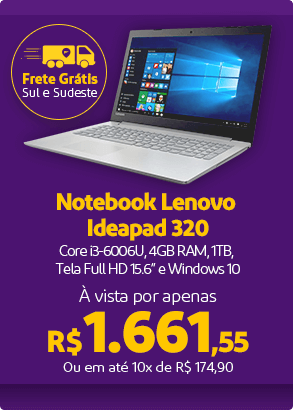 Frete Grátis
Sul e Sudeste
Notebook Lenovo
Ideapad 320
Core i3-6006U, 4GB RAM, 1TB,
Tela Full HD 15.6" e Windows 10
À vista por apenas
R$ 1.661,55
Ou em até 10x de R$ 174,90